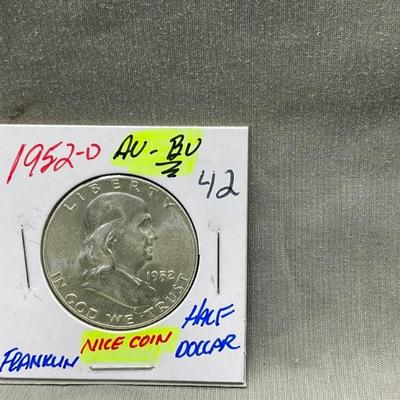 1952-D AU-BU
42
LIBERTY
1952
IN GOD WE TRUST
HALF
FRANKLIN NICE COIN DOLLAR